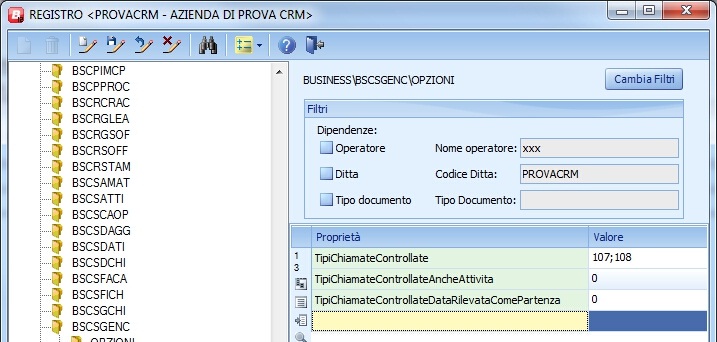 REGISTRO <PROVACRM - AZIENDA DI PROVA CRM>
BSCPIMCP
BSCPPROC
BSCRCRAC
BSCRGLEA
BSCRGSOF
BSCRSOFF
BSCRSTAM
BSCSAMAT
BSCSATTI
BSCSCAOP
BSCSDAGG
BSCSDATI
BSCSDCHI
BSCSFACA
BSCSFICH
BSCSGCHI
BSCSGENC
OPZIONI
BUSINESS\BSCSGENC\OPZIONI
Cambia Filtri
Filtri
Dipendenze:
Operatore Nome operatore: xxx
Ditta Codice Ditta: PROVACRM
Tipo documento Tipo Documento:
Proprietà Valore
TipiChiamateControllate 107;108
TipiChiamateControllateAncheAttivita 0
TipiChiamateControllateDataRilevataComePartenza 0
1
3